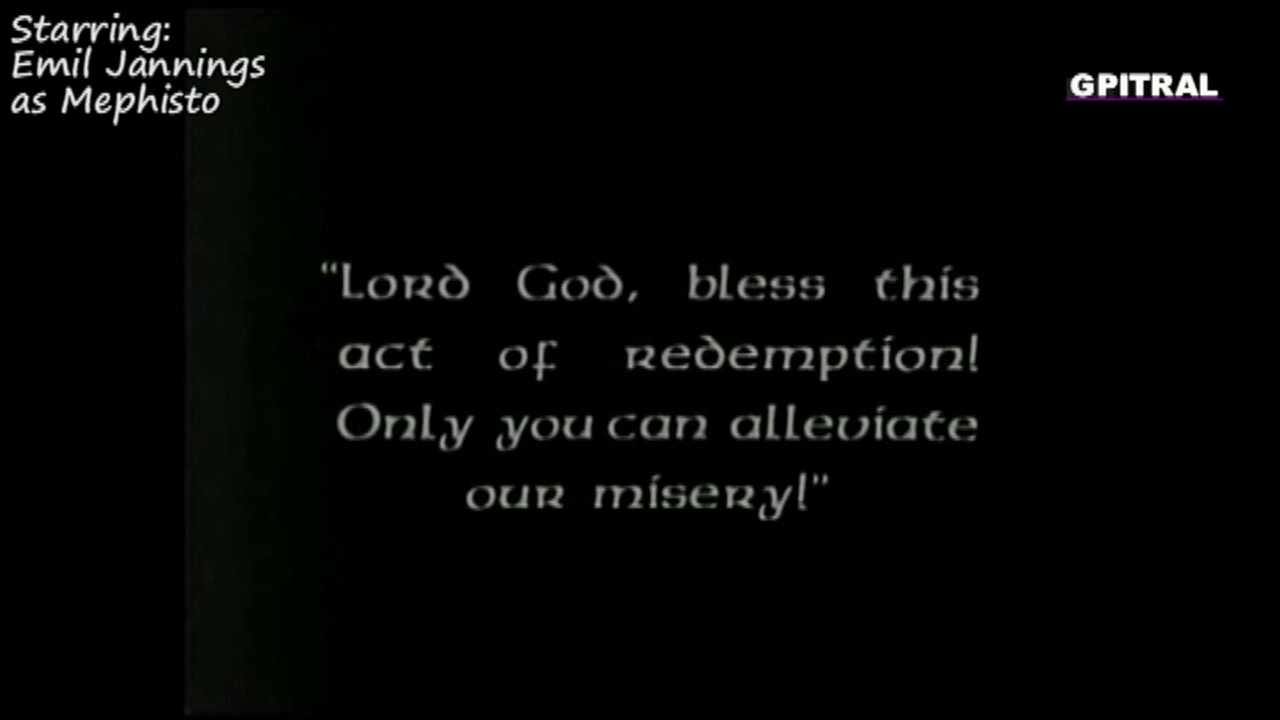 Starring:
Emil Jannings
as Mephisto
GPITRAL
“Lord God, bless this
act of redemption!
Only you can alleviate
our misery!”